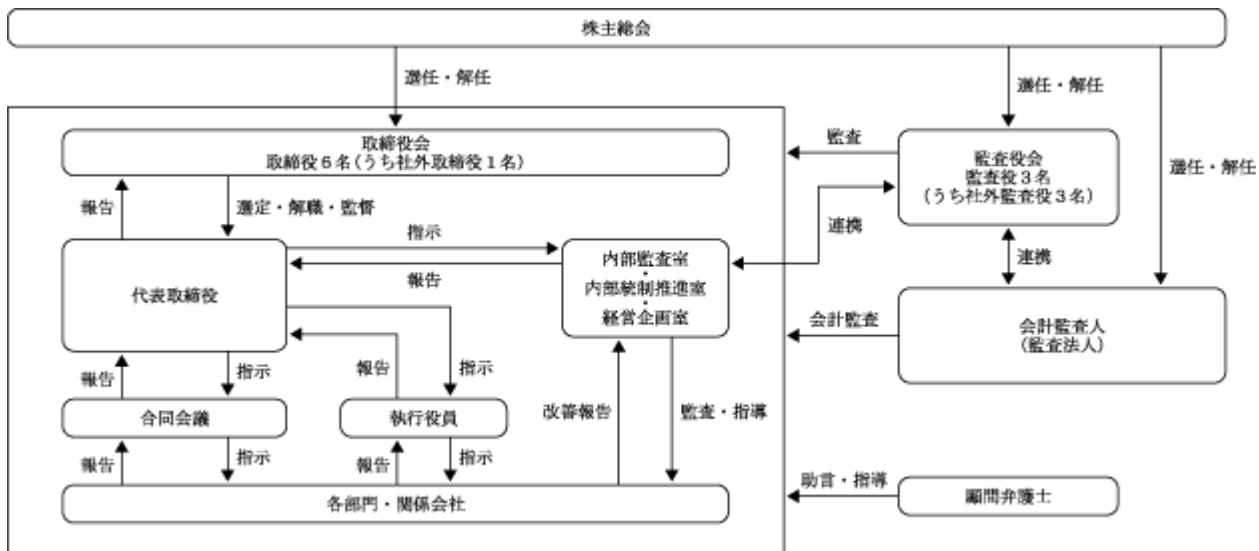 株主総会
選任・解任
選任・解任
選任・解任
取締役会
取締役6名(うち社外取締役1名)
監査
監査役会
監査役3名
(うち社外監査役3名)
報告
選定・解職・監督
連携
連携
代表取締役
指示
報告
内部監査室
・
内部統制推進室
・
経営企画室
会計監査
会計監査人
(監査法人)
報告
指示
報告
指示
合同会議
執行役員
改善報告
監査・指導
報告
指示
報告
指示
各部門・関係会社
助言・指導
顧問弁護士